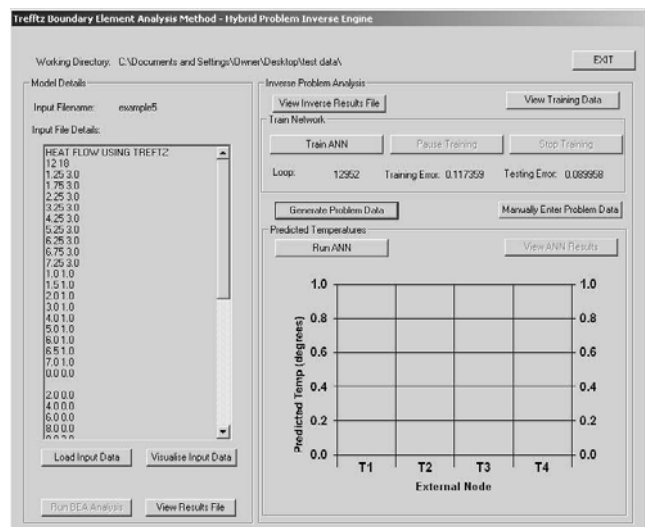 Trefftz Boundary Element Analysis Method - Hybrid Problem Inverse Engine
Working Directory: C:\Documents and Settings\Owner\Desktop\test data\
EXIT
Model Details
Input Filename: example5
Input File Details:
HEAT FLOW USING TREFTZ
12 18
1.25 3.0
1.75 3.0
2.25 3.0
3.25 3.0
4.25 3.0
5.25 3.0
6.25 3.0
6.75 3.0
7.25 3.0
1.0 1.0
1.5 1.0
2.0 1.0
3.0 1.0
4.0 1.0
5.0 1.0
6.0 1.0
6.5 1.0
7.0 1.0
0.0 0.0
2.0 0.0
4.0 0.0
6.0 0.0
8.0 0.0
Load Input Data
Visualise Input Data
Run BEA Analysis
View Results File
Inverse Problem Analysis
View Inverse Results File
View Training Data
Train Network
Train ANN
Pause Training
Stop Training
Loop: 12952 Training Error: 0.117359 Testing Error: 0.089958
Generate Problem Data
Manually Enter Problem Data
Predicted Temperatures
Run ANN
View ANN Results
Predicted Temp (degrees)
1.0 1.0
0.8 0.8
0.6 0.6
0.4 0.4
0.2 0.2
0.0 0.0
T1 T2 T3 T4
External Node